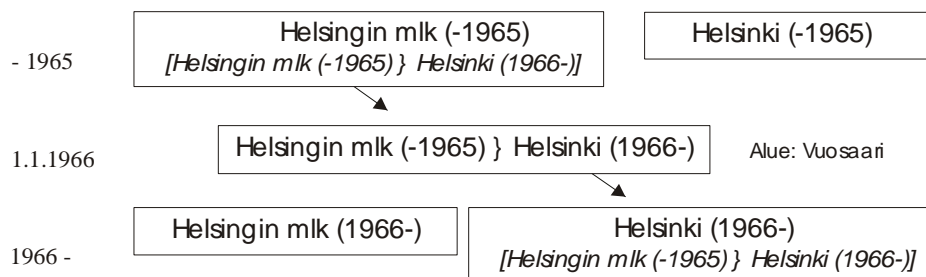 Helsingin mlk (-1965)
Helsinki (-1965)
- 1965
[Helsingin mlk (-1965) } Helsinki (1966-)]
1.1.1966
Helsingin mlk (-1965) } Helsinki (1966-)
Alue: Vuosaari
Helsingin mlk (1966-)
Helsinki (1966-)
1966 -
[Helsingin mlk (-1965) } Helsinki (1966-)]